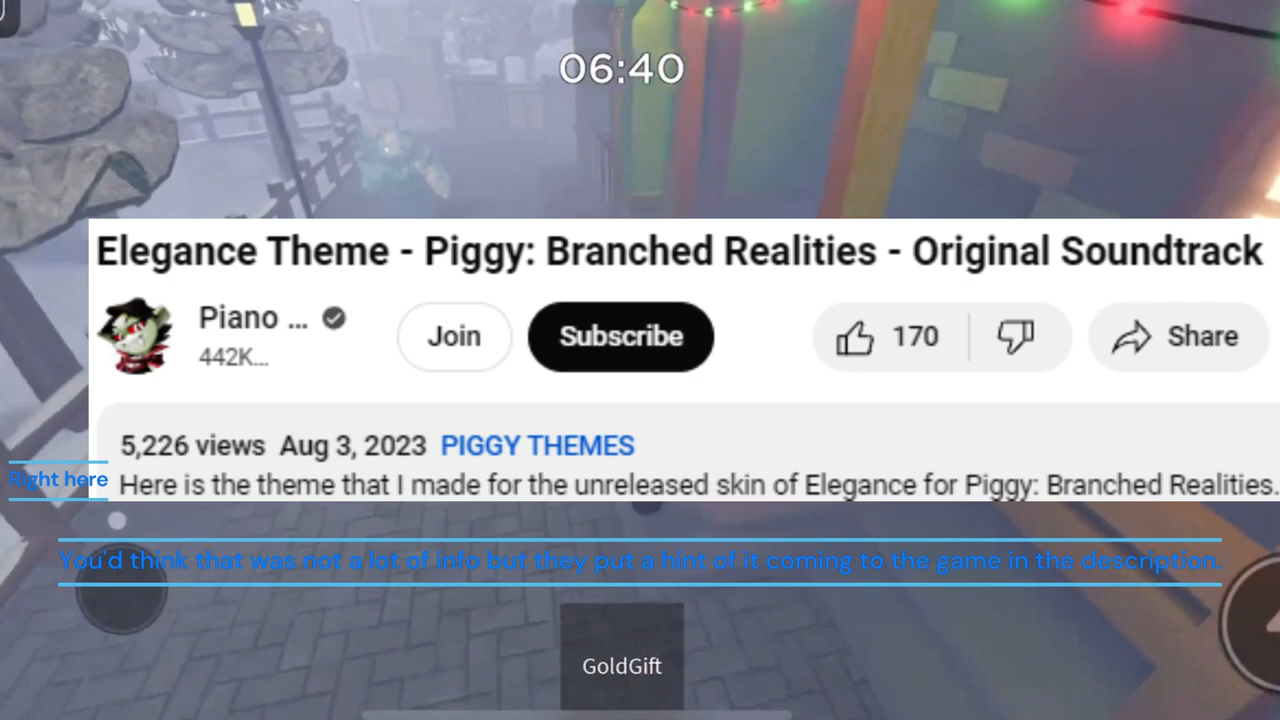 06:40
Elegance Theme - Piggy: Branched Realities - Original Soundtrack
Piano ...
442K...
Join
Subscribe
170
Share
5,226 views Aug 3, 2023 PIGGY THEMES
Right here
Here is the theme that I made for the unreleased skin of Elegance for Piggy: Branched Realities.
You'd think that was not a lot of info but they put a hint of it coming to the game in the description.
GoldGift